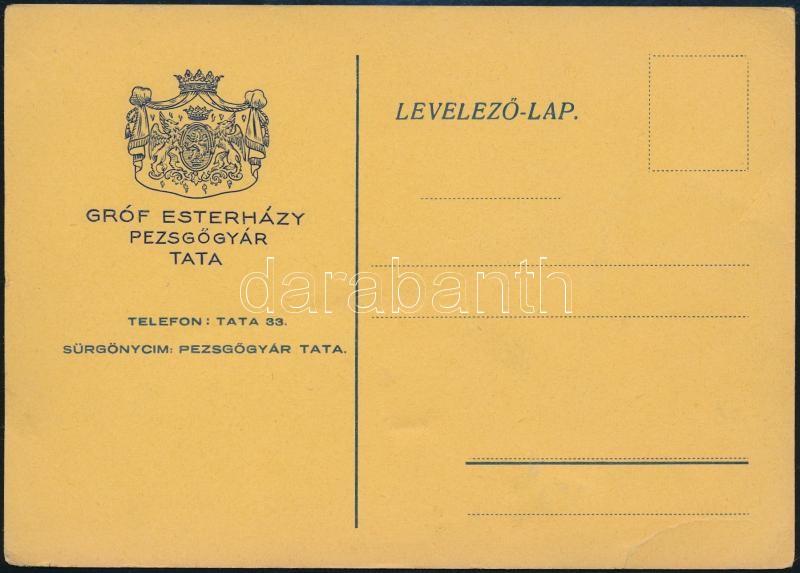 GRÓF ESTERHÁZY
PEZSGŐGYÁR
TATA
TELEFON: TATA 33.
SÜRGÖNYCIM: PEZSGŐGYÁR TATA.
LEVELEZŐ-LAP.
darabanth